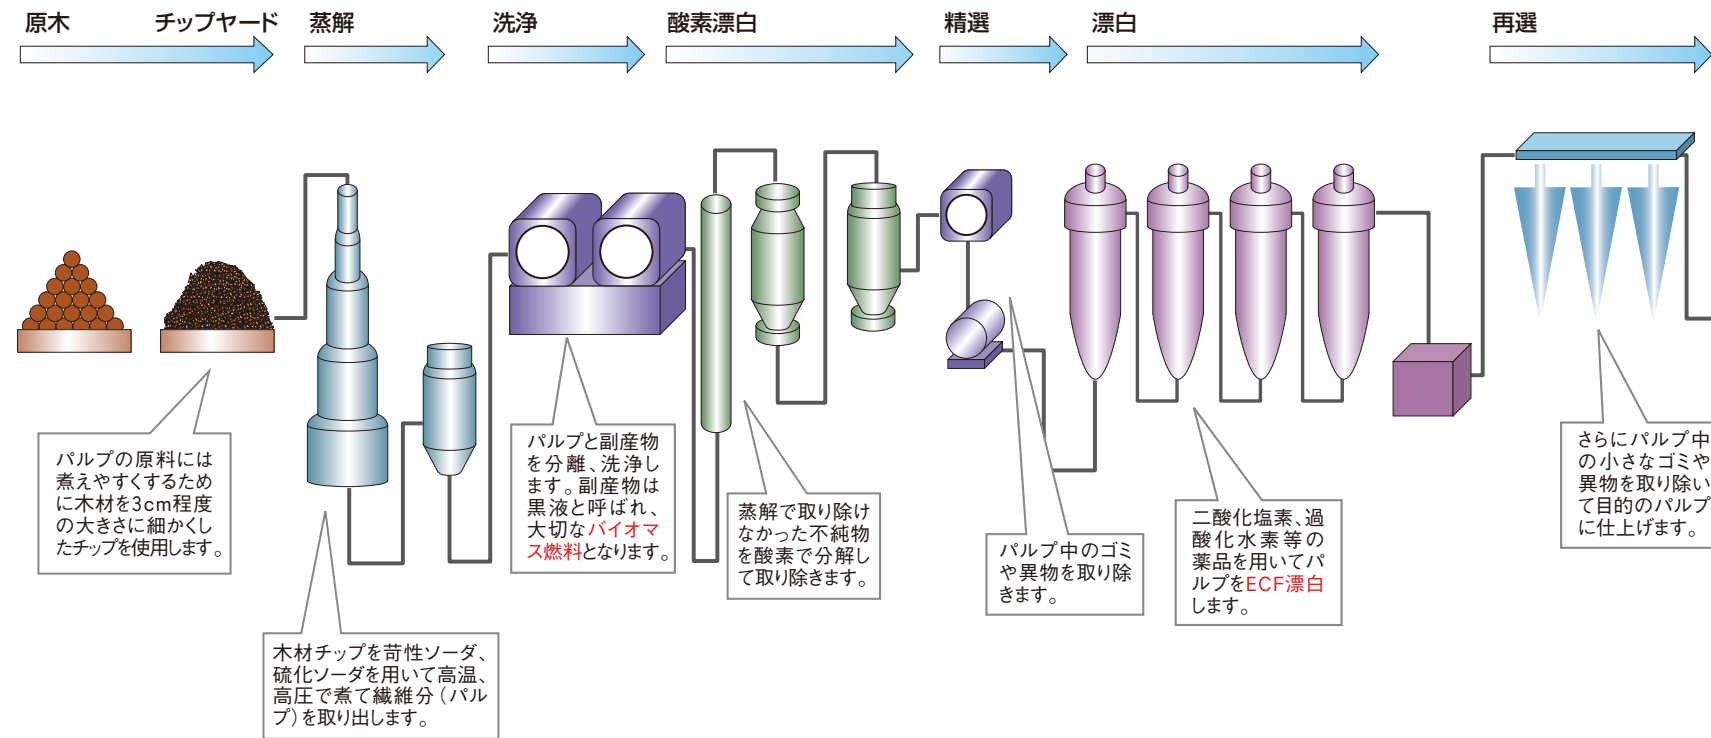 原木
チップヤード
蒸解
洗浄
酸素漂白
精選
漂白
再選
パルプの原料には
煮えやすくするため
に木材を3cm程度
の大きさに細かくし
たチップを使用します。
木材チップを苛性ソーダ、
硫化ソーダを用いて高温、
高圧で煮て繊維分(パル
プ)を取り出します。
パルプと副産物
を分離、洗浄し
ます。副産物は
黒液と呼ばれ、
大切なバイオマ
ス燃料となります。
蒸解で取り除け
なかった不純物
を酸素で分解し
て取り除きます。
パルプ中のゴミ
や異物を取り除
きます。
二酸化塩素、過
酸化水素等の
薬品を用いてパ
ルプをECF漂白
します。
さらにパルプ中
の小さなゴミや
異物を取り除い
て目的のパルプ
に仕上げます。